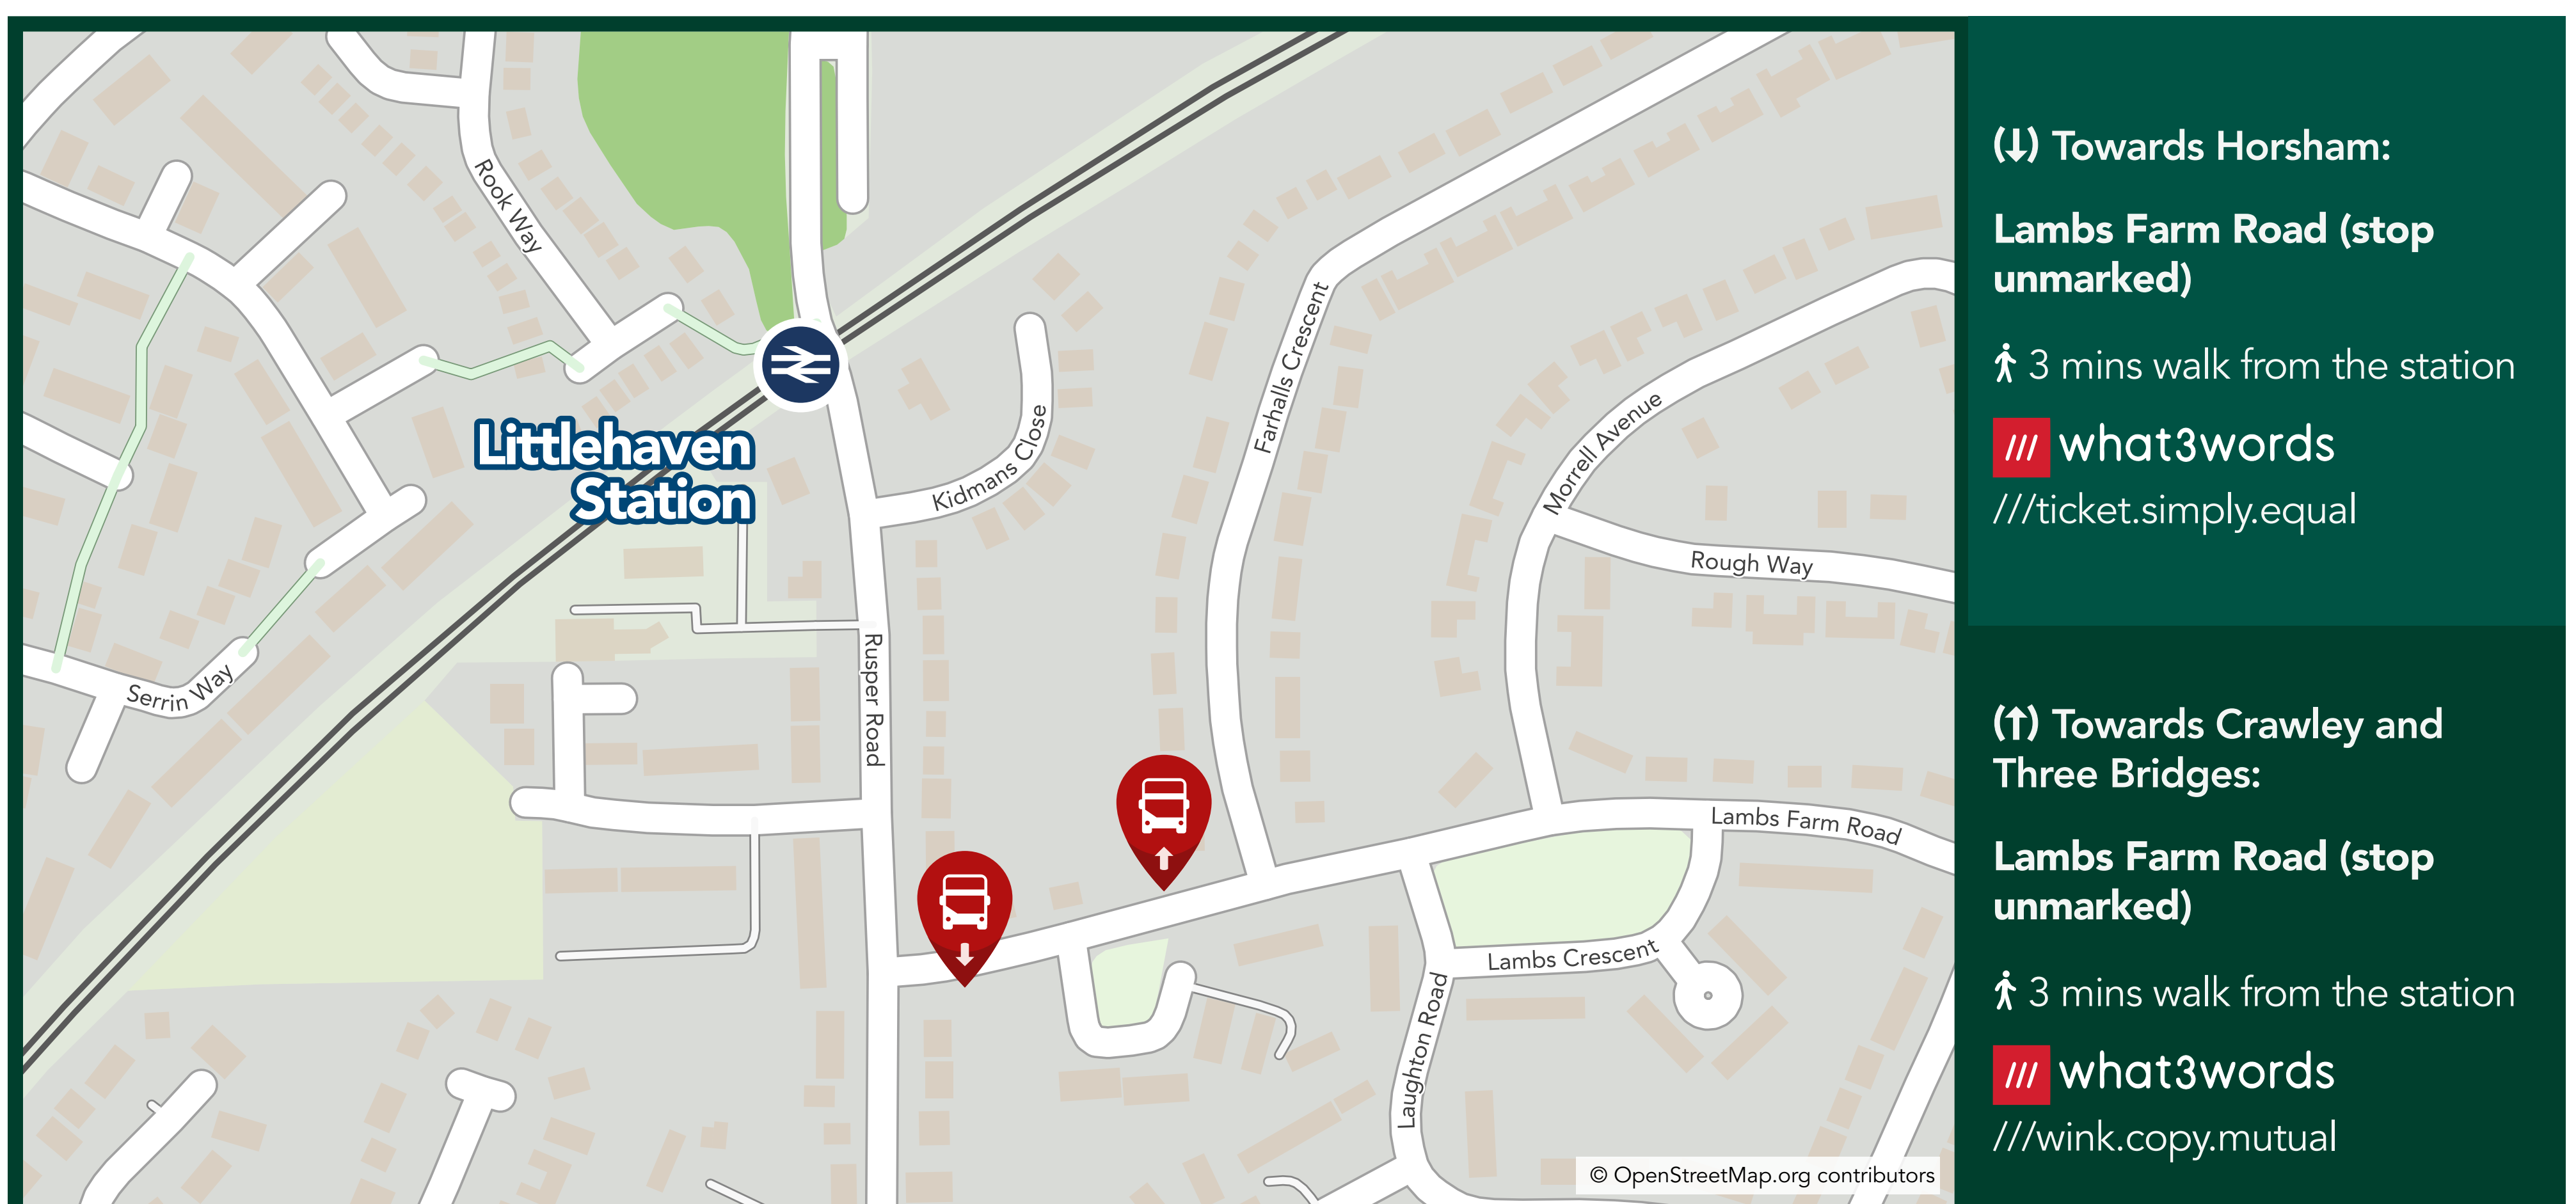 Rook Way
Littlehaven
Station
Kidmans Close
Farhalls Crescent
Morrell Avenue
Rough Way
Rusper Road
Serrin Way
Lambs Farm Road
Lambs Crescent
Laughton Road
© OpenStreetMap.org contributors
(↓) Towards Horsham:
Lambs Farm Road (stop
unmarked)
3 mins walk from the station
what3words
///ticket.simply.equal
(↑) Towards Crawley and
Three Bridges:
Lambs Farm Road (stop
unmarked)
3 mins walk from the station
what3words
///wink.copy.mutual